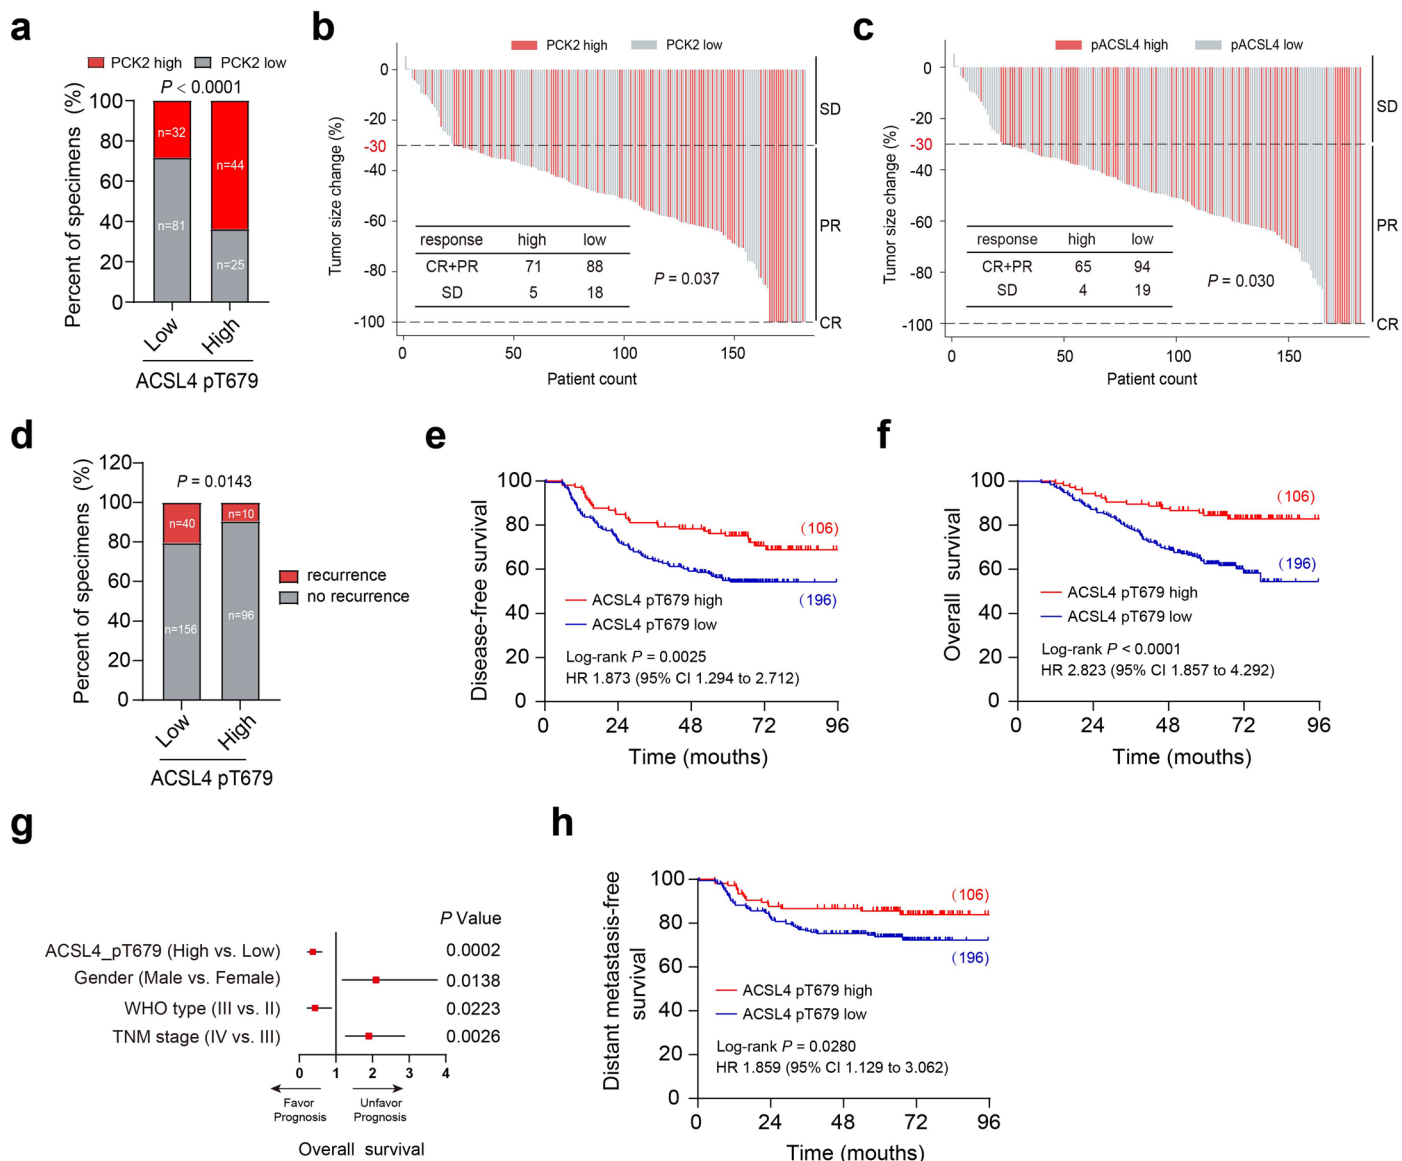 a
PCK2 high PCK2 low
P < 0.0001
Percent of specimens (%)
100
80
60
40
20
0
n=32
n=81
n=44
n=25
Low High
ACSL4 pT679
b
PCK2 high PCK2 low
Tumor size change (%)
0
-20
-30
-40
-60
-80
-100
SD
PR
CR
response high low
CR+PR 71 88
SD 5 18
P = 0.037
0 50 100 150
Patient count
c
pACSL4 high pACSL4 low
Tumor size change (%)
0
-20
-30
-40
-60
-80
-100
SD
PR
CR
response high low
CR+PR 65 94
SD 4 19
P = 0.030
0 50 100 150
Patient count
d
P = 0.0143
Percent of specimens (%)
120
100
80
60
40
20
0
n=40
n=156
n=10
n=96
recurrence
no recurrence
Low High
ACSL4 pT679
e
Disease-free survival
100
80
60
40
20
0
(106)
(196)
ACSL4 pT679 high
ACSL4 pT679 low
Log-rank P = 0.0025
HR 1.873 (95% CI 1.294 to 2.712)
0 24 48 72 96
Time (mouths)
f
Overall survival
100
80
60
40
20
0
(106)
(196)
ACSL4 pT679 high
ACSL4 pT679 low
Log-rank P < 0.0001
HR 2.823 (95% CI 1.857 to 4.292)
0 24 48 72 96
Time (mouths)
g
P Value
ACSL4_pT679 (High vs. Low) 0.0002
Gender (Male vs. Female) 0.0138
WHO type (III vs. II) 0.0223
TNM stage (IV vs. III) 0.0026
0 1 2 3 4
Favor Prognosis
Unfavor Prognosis
Overall survival
h
Distant metastasis-free
survival
100
80
60
40
20
0
(106)
(196)
ACSL4 pT679 high
ACSL4 pT679 low
Log-rank P = 0.0280
HR 1.859 (95% CI 1.129 to 3.062)
0 24 48 72 96
Time (mouths)